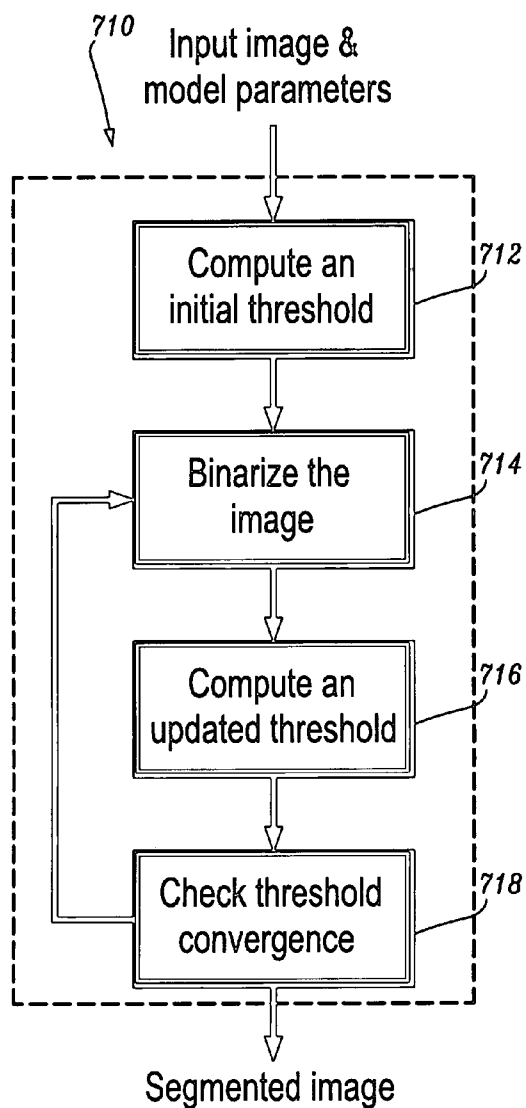 710
Input image &
model parameters
712
Compute an
initial threshold
714
Binarize the
image
716
Compute an
updated threshold
718
Check threshold
convergence
Segmented image